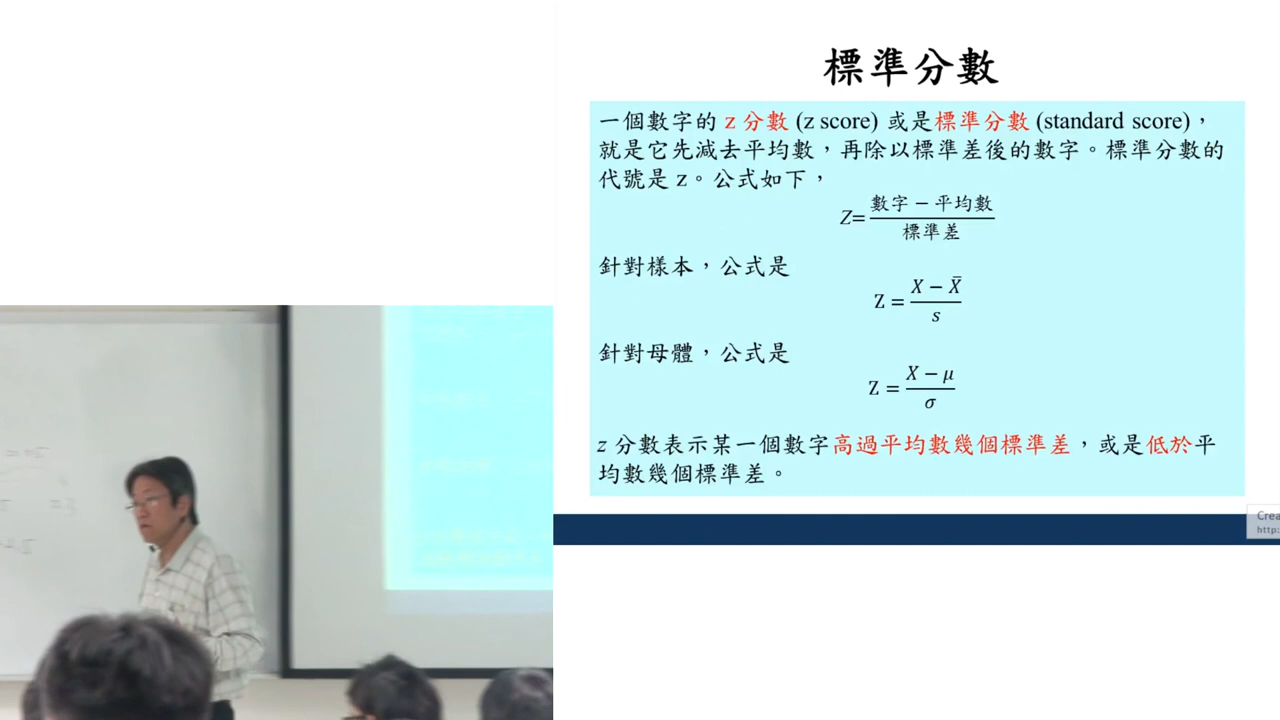 標準分數
一個數字的 z 分數 (z score) 或是標準分數 (standard score)，
就是它先減去平均數，再除以標準差後的數字。標準分數的
代號是 z。公式如下，
Z= 數字 − 平均數 / 標準差
針對樣本，公式是
Z = X − X̄ / s
針對母體，公式是
Z = X − μ / σ
z 分數表示某一個數字高過平均數幾個標準差，或是低於平
均數幾個標準差。
Crea
http: